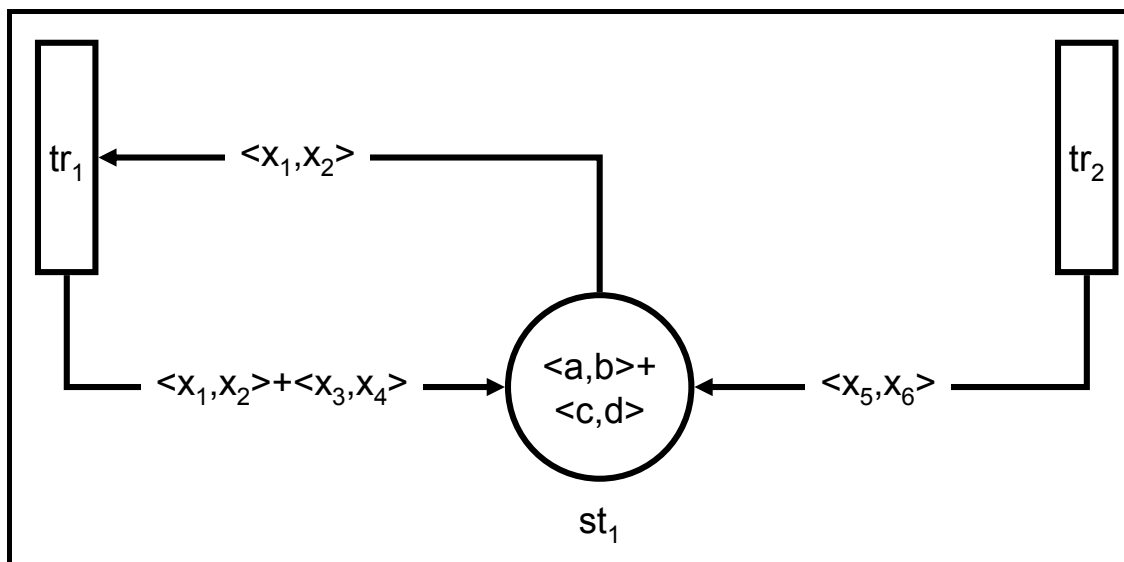 tr₁
<x₁,x₂>
tr₂
<x₁,x₂>+<x₃,x₄>
<a,b>+
<c,d>
<x₅,x₆>
st₁